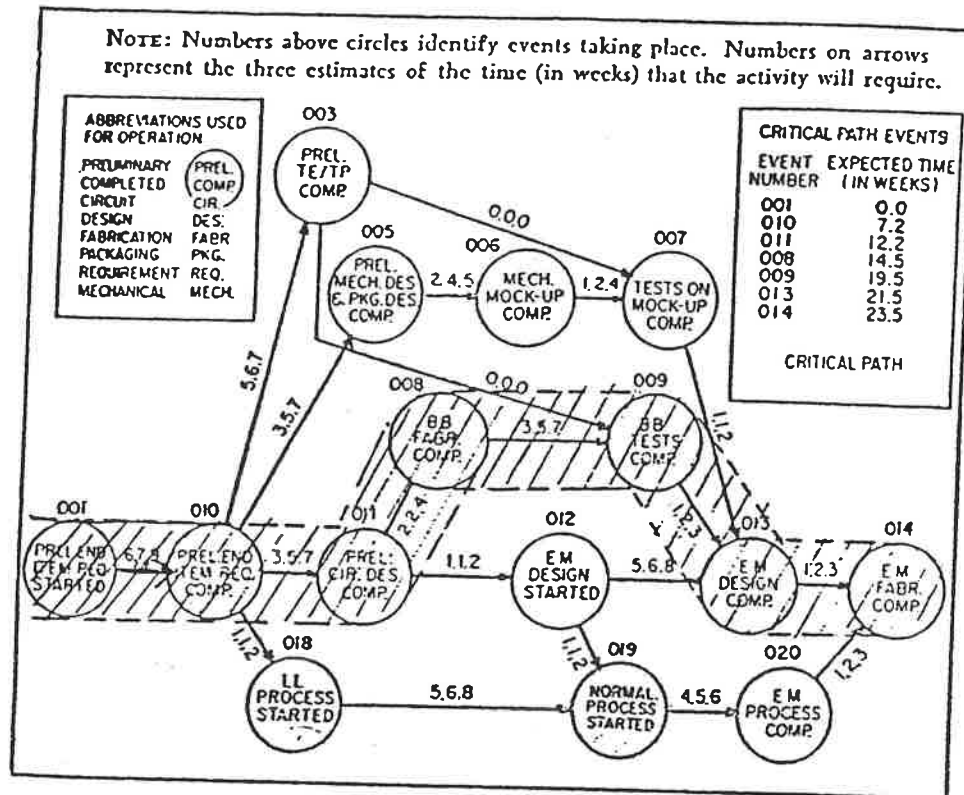 NOTE: Numbers above circles identify events taking place. Numbers on arrows
represent the three estimates of the time (in weeks) that the activity will require.
ABBREVIATIONS USED
FOR OPERATION
PRELIMINARY PREL.
COMPLETED COMP.
CIRCUIT CIR.
DESIGN DES.
FABRICATION FABR
PACKAGING PKG.
REQUIREMENT REQ.
MECHANICAL MECH.
003
PREL.
TE/TP
COMP.
CRITICAL PATH EVENTS
EVENT EXPECTED TIME
NUMBER (IN WEEKS)
001 0.0
010 7.2
011 12.2
008 14.5
009 19.5
013 21.5
014 23.5
CRITICAL PATH
0.0.0
005
PREL.
MECH. DES
& PKG. DES.
COMP.
2.4.5
006
MECH.
MOCK-UP
COMP.
1.2.4
007
TESTS ON
MOCK-UP
COMP.
5.6.7
3.5.7
0.0.0
1.1.2
008
B.B
FABR.
COMP.
3.5.7
009
B.B
TESTS
COMP.
2.2.4
1.2.3
001
PREL. END
ITEM REQ
STARTED
010
PREL. END
ITEM REQ.
COMP.
3.5.7
011
PREL.
CIR. DES.
COMP.
1.1.2
012
E M
DESIGN
STARTED
5.6.8
013
E M
DESIGN
COMP.
1.2.3
014
E M
FABR.
COMP.
1.1.2
018
L L
PROCESS
STARTED
5.6.8
1.1.2
019
NORMAL.
PROCESS
STARTED
4.5.6
020
E M
PROCESS
COMP.
1.2.3